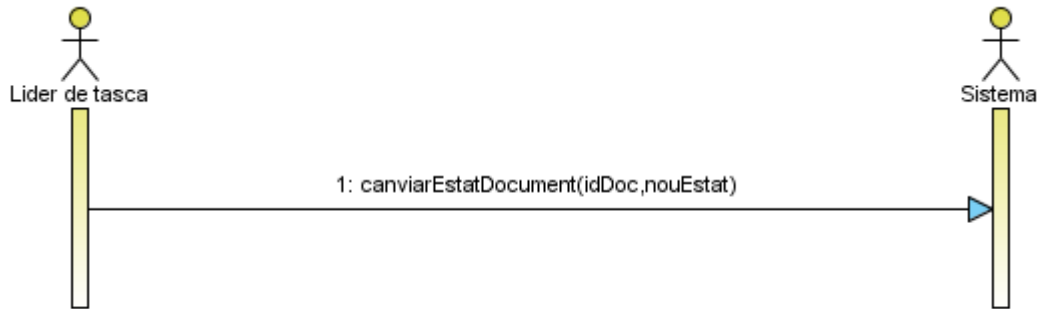 Lider de tasca
Sistema
1: canviarEstatDocument(idDoc,nouEstat)